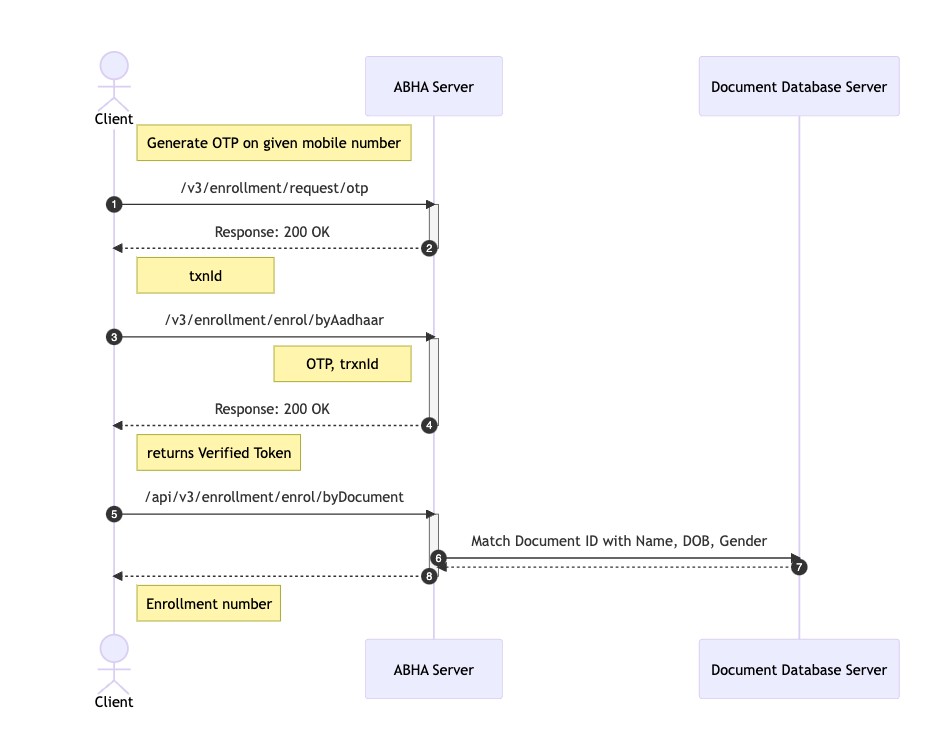 ABHA Server
Document Database Server
Client
Generate OTP on given mobile number
/v3/enrollment/request/otp
1
Response: 200 OK
2
txnId
/v3/enrollment/enrol/byAadhaar
3
OTP, trxnId
Response: 200 OK
4
returns Verified Token
/api/v3/enrollment/enrol/byDocument
5
Match Document ID with Name, DOB, Gender
6
7
8
Enrollment number
ABHA Server
Document Database Server
Client